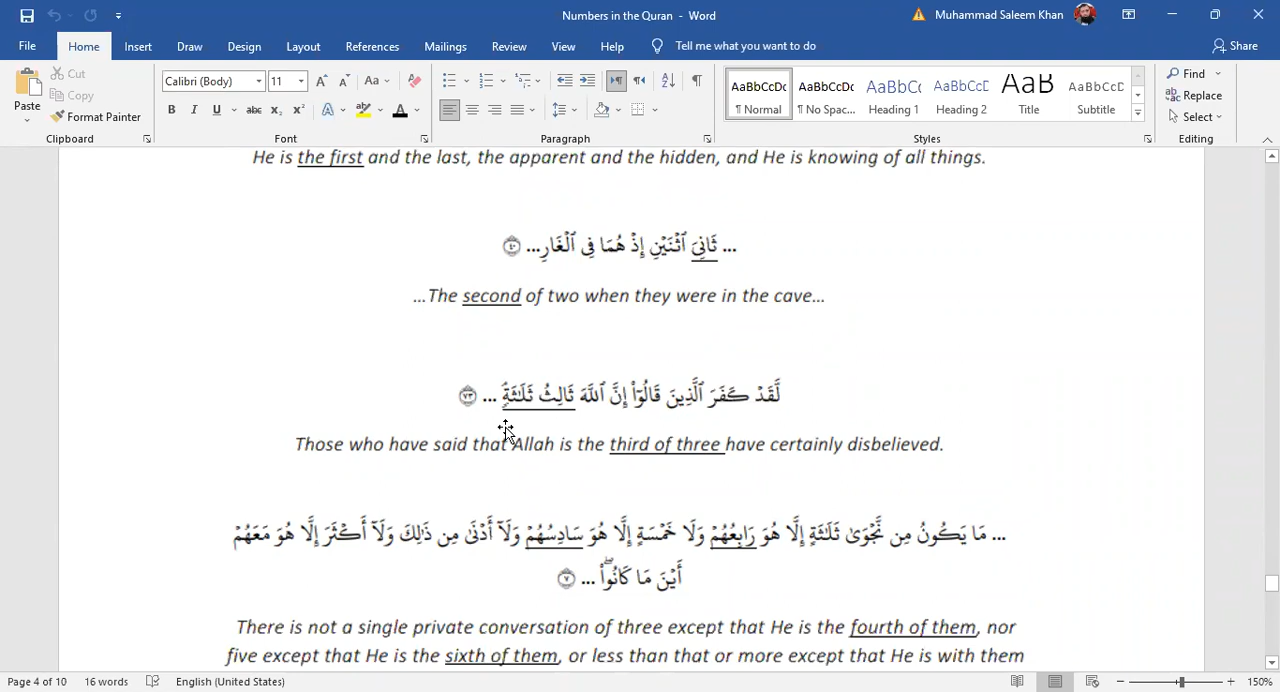 Numbers in the Quran - Word
Muhammad Saleem Khan
File Home Insert Draw Design Layout References Mailings Review View Help Tell me what you want to do Share
Paste
Cut
Copy
Format Painter
Clipboard
Calibri (Body) 11
Font
Paragraph
AaBbCcDc AaBbCcDc AaBbCc AaBbCcD AaB AaBbCcD
¶ Normal ¶ No Spac... Heading 1 Heading 2 Title Subtitle
Styles
Find
Replace
Select
Editing
He is the first and the last, the apparent and the hidden, and He is knowing of all things.
... ثَانِيَ ٱثْنَيْنِ إِذْ هُمَا فِى ٱلْغَارِ... ٤٠
...The second of two when they were in the cave...
لَّقَدْ كَفَرَ ٱلَّذِينَ قَالُوٓا۟ إِنَّ ٱللَّهَ ثَالِثُ ثَلَـٰثَةٍ ... ٧٣
Those who have said that Allah is the third of three have certainly disbelieved.
... مَا يَكُونُ مِن نَّجْوَىٰ ثَلَـٰثَةٍ إِلَّا هُوَ رَابِعُهُمْ وَلَا خَمْسَةٍ إِلَّا هُوَ سَادِسُهُمْ وَلَآ أَدْنَىٰ مِن ذَٰلِكَ وَلَآ أَكْثَرَ إِلَّا هُوَ مَعَهُمْ
أَيْنَ مَا كَانُوا۟ۖ ... ٧
There is not a single private conversation of three except that He is the fourth of them, nor
five except that He is the sixth of them, or less than that or more except that He is with them
Page 4 of 10 16 words English (United States) 150%